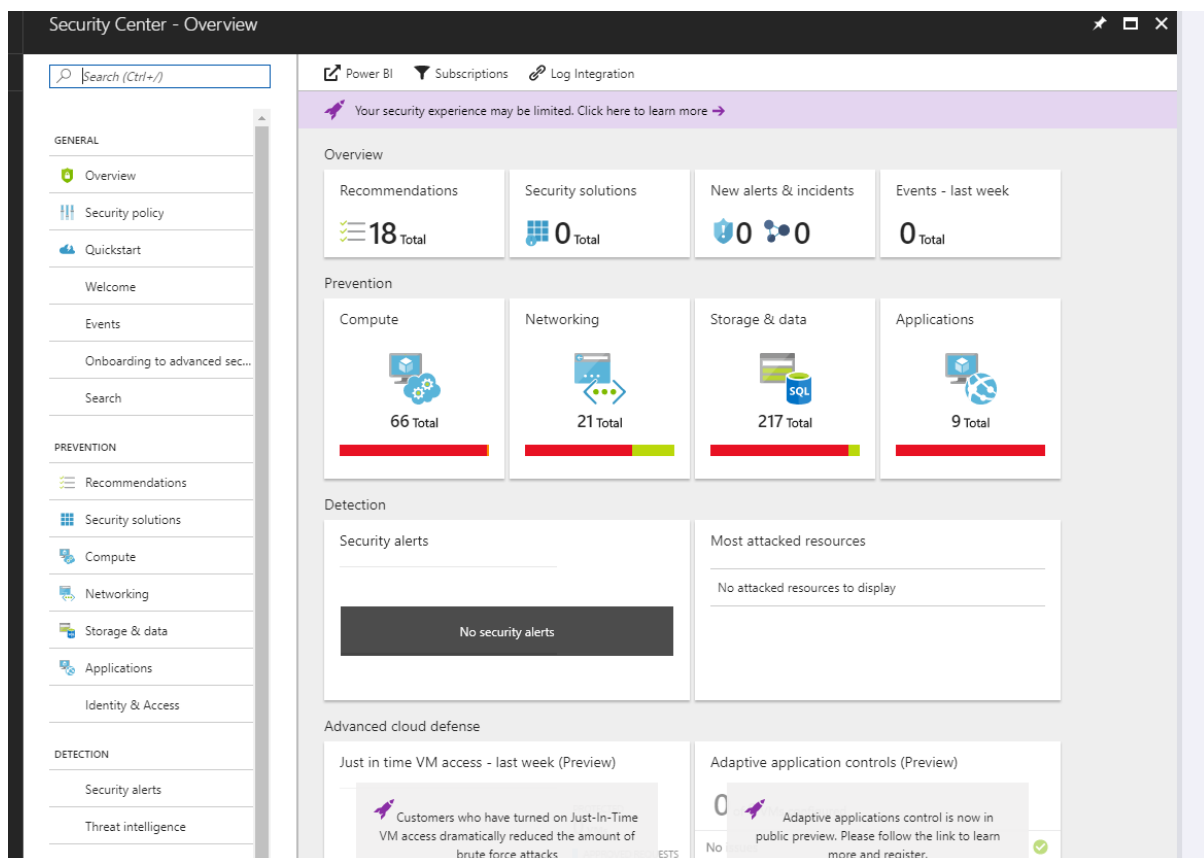 Security Center - Overview
Search (Ctrl+/)
GENERAL
Overview
Security policy
Quickstart
Welcome
Events
Onboarding to advanced sec...
Search
PREVENTION
Recommendations
Security solutions
Compute
Networking
Storage & data
Applications
Identity & Access
DETECTION
Security alerts
Threat intelligence
Power BI Subscriptions Log Integration
Your security experience may be limited. Click here to learn more →
Overview
Recommendations
18 Total
Security solutions
0 Total
New alerts & incidents
0 0
Events - last week
0 Total
Prevention
Compute
66 Total
Networking
21 Total
Storage & data
SQL
217 Total
Applications
9 Total
Detection
Security alerts
No security alerts
Most attacked resources
No attacked resources to display
Advanced cloud defense
Just in time VM access - last week (Preview)
Customers who have turned on Just-In-Time
VM access dramatically reduced the amount of
brute force attacks
Adaptive application controls (Preview)
0
Adaptive applications control is now in
public preview. Please follow the link to learn
more and register.
No